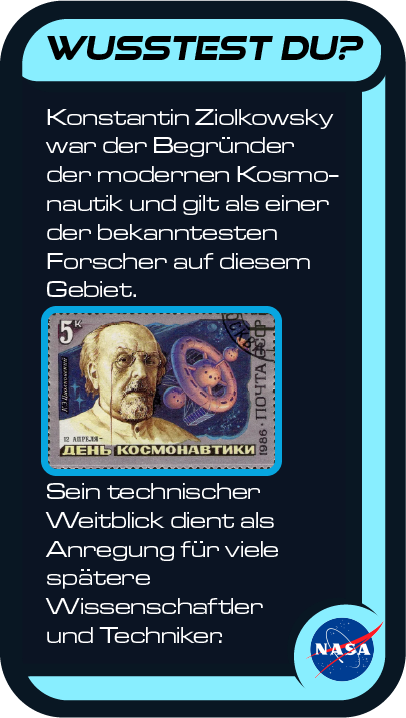 WUSSTEST DU?
Konstantin Ziolkowsky
war der Begründer
der modernen Kosmo-
nautik und gilt als einer
der bekanntesten
Forscher auf diesem
Gebiet.
5К
К.Э.Циолковский
12 АПРЕЛЯ–
ДЕНЬ КОСМОНАВТИКИ
1986 · ПОЧТА СССР
Sein technischer
Weitblick dient als
Anregung für viele
spätere
Wissenschaftler
und Techniker.
NASA